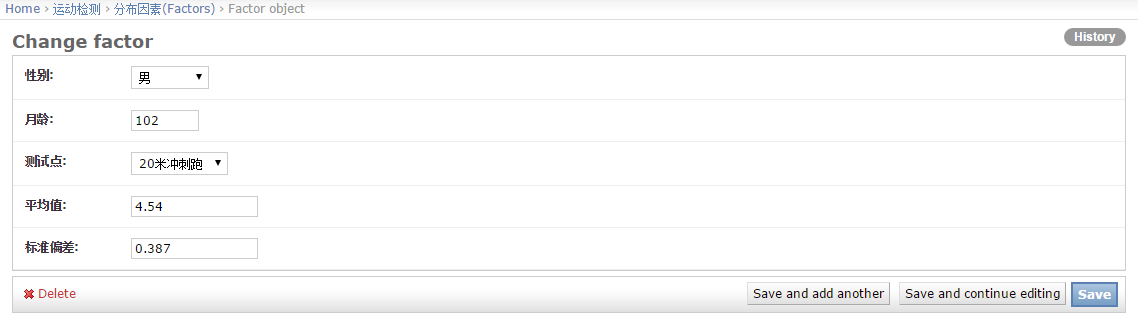 Home › 运动检测 › 分布因素(Factors) › Factor object
Change factor
History
性别: 男
月龄: 102
测试点: 20米冲刺跑
平均值: 4.54
标准偏差: 0.387
Delete
Save and add another
Save and continue editing
Save